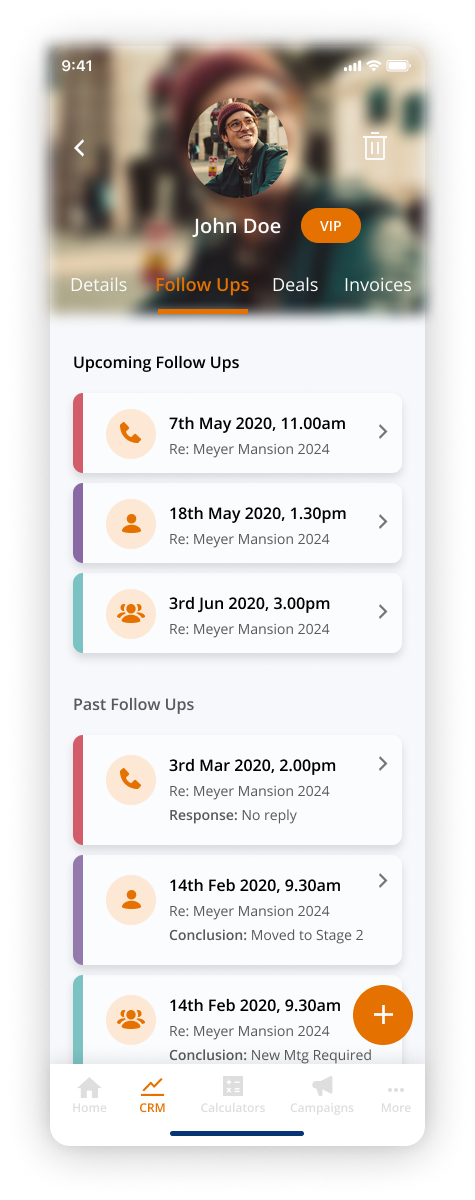 9:41
John Doe
VIP
Details Follow Ups Deals Invoices
Upcoming Follow Ups
7th May 2020, 11.00am
Re: Meyer Mansion 2024
18th May 2020, 1.30pm
Re: Meyer Mansion 2024
3rd Jun 2020, 3.00pm
Re: Meyer Mansion 2024
Past Follow Ups
3rd Mar 2020, 2.00pm
Re: Meyer Mansion 2024
Response: No reply
14th Feb 2020, 9.30am
Re: Meyer Mansion 2024
Conclusion: Moved to Stage 2
14th Feb 2020, 9.30am
Re: Meyer Mansion 2024
Conclusion: New Mtg Required
Home CRM Calculators Campaigns More